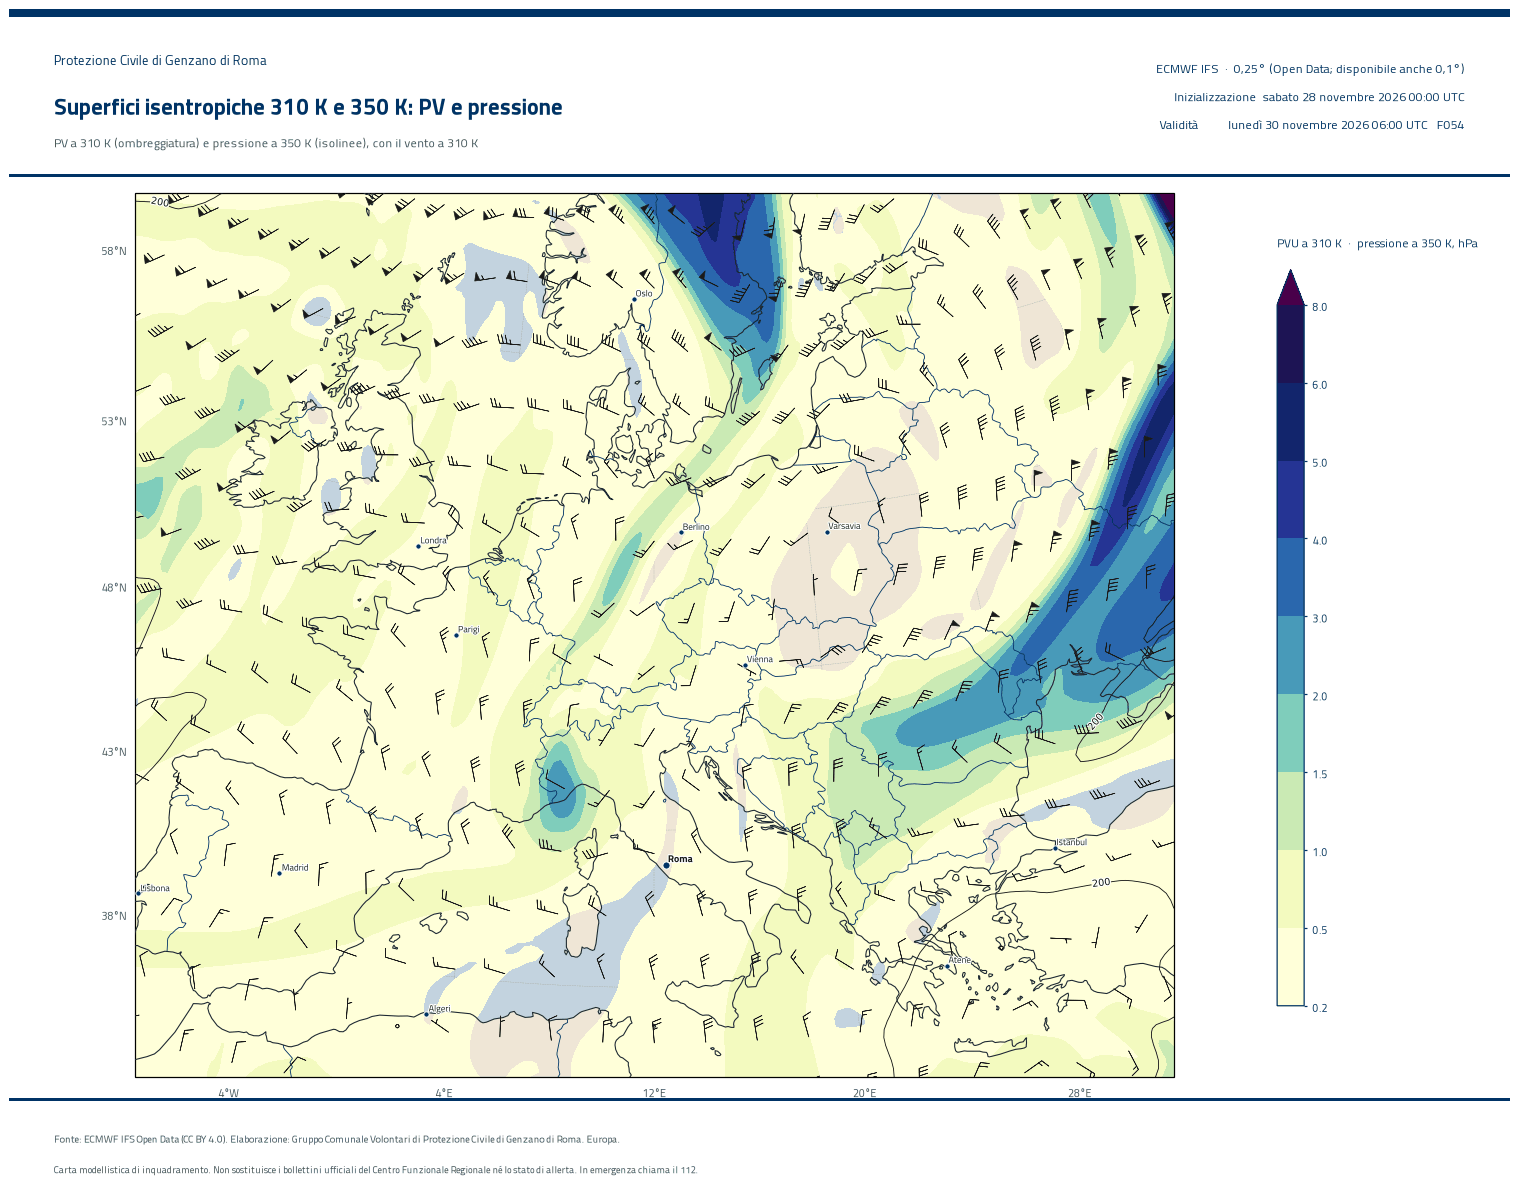 Protezione Civile di Genzano di Roma
Superfici isentropiche 310 K e 350 K: PV e pressione
PV a 310 K (ombreggiatura) e pressione a 350 K (isolinee), con il vento a 310 K
ECMWF IFS · 0,25° (Open Data; disponibile anche 0,1°)
Inizializzazione sabato 28 novembre 2026 00:00 UTC
Validità lunedì 30 novembre 2026 06:00 UTC F054
200
58°N
53°N
48°N
43°N
38°N
Oslo
Berlino
Varsavia
Londra
Parigi
Vienna
200
Istanbul
Roma
Madrid
Lisbona
200
Atene
Algeri
4°W
4°E
12°E
20°E
28°E
PVU a 310 K · pressione a 350 K, hPa
8.0
6.0
5.0
4.0
3.0
2.0
1.5
1.0
0.5
0.2
Fonte: ECMWF IFS Open Data (CC BY 4.0). Elaborazione: Gruppo Comunale Volontari di Protezione Civile di Genzano di Roma. Europa.
Carta modellistica di inquadramento. Non sostituisce i bollettini ufficiali del Centro Funzionale Regionale né lo stato di allerta. In emergenza chiama il 112.